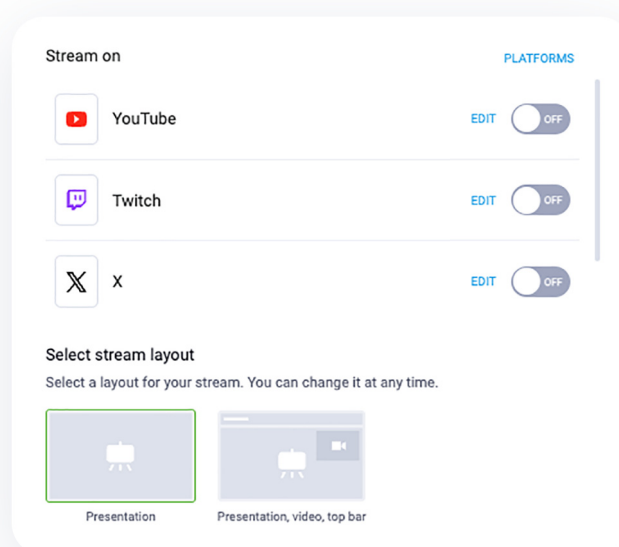 Stream on
PLATFORMS
YouTube
EDIT
OFF
Twitch
EDIT
OFF
X
EDIT
OFF
Select stream layout
Select a layout for your stream. You can change it at any time.
Presentation
Presentation, video, top bar